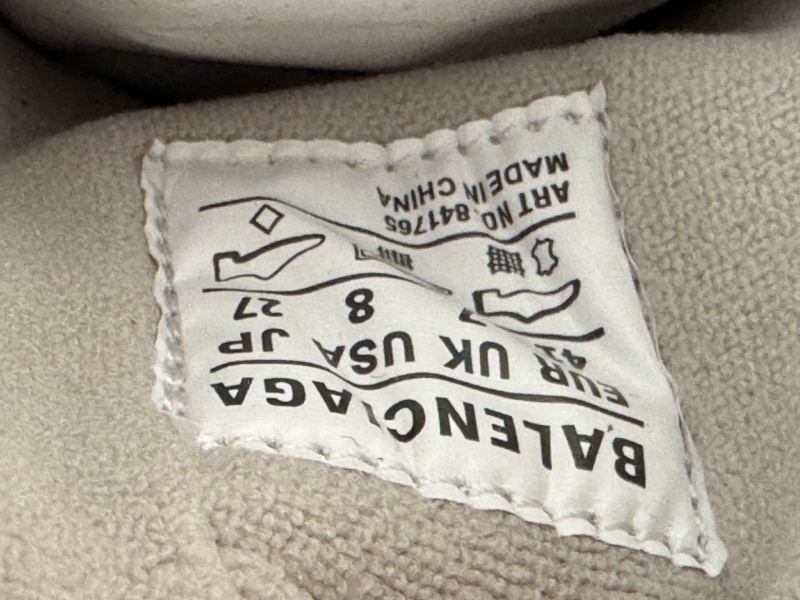 BALENCIAGA
EUR UK USA JP
41 7 8 27
ART NO. 841765
MADE IN CHINA